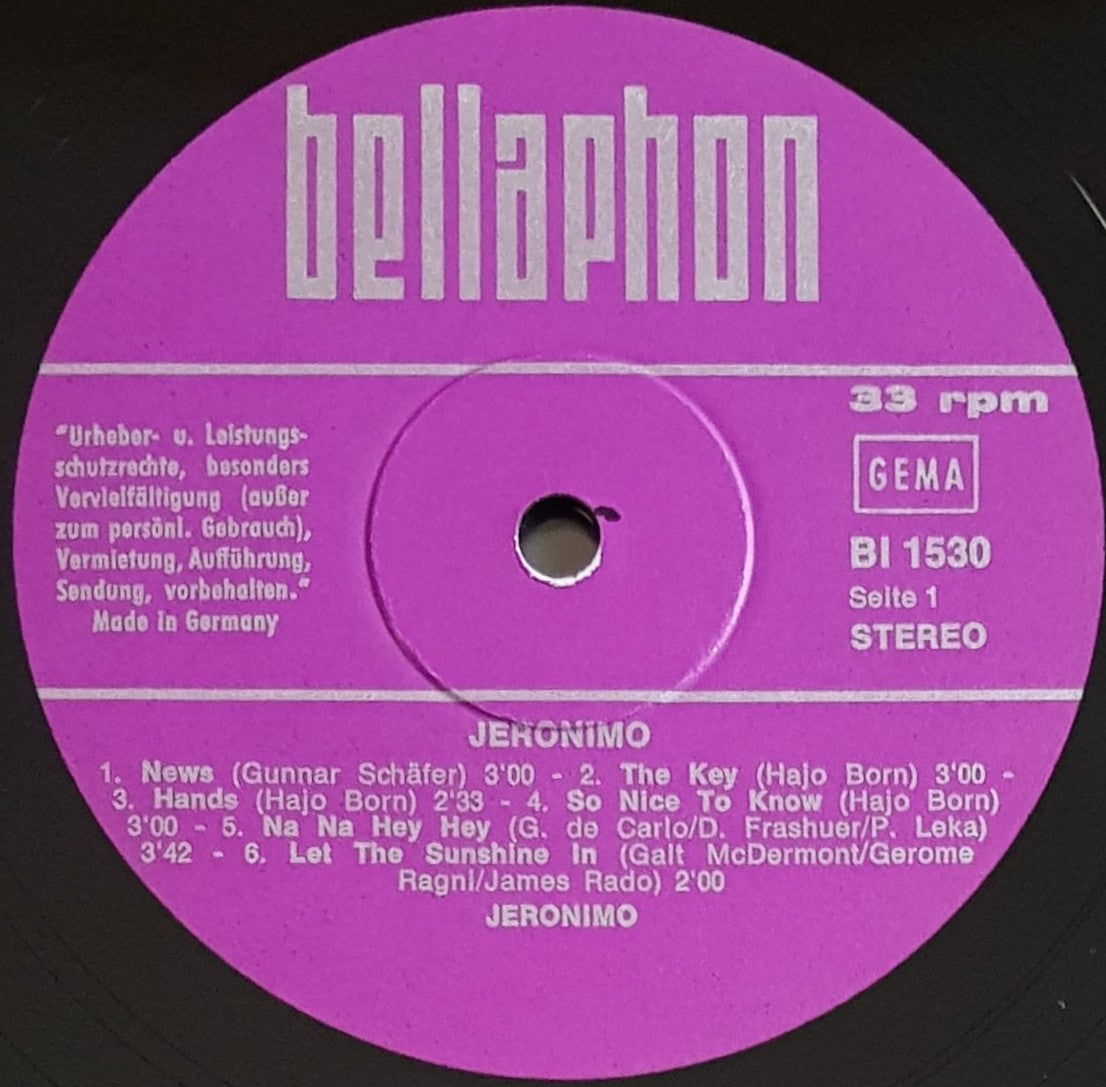 bellaphon
33 rpm
"Urheber- u. Leistungs-
schutzrechte, besonders
Vervielfältigung (außer
zum persönl. Gebrauch),
Vermietung, Aufführung,
Sendung, vorbehalten."
Made in Germany
GEMA
BI 1530
Seite 1
STEREO
JERONIMO
1. News (Gunnar Schäfer) 3'00 - 2. The Key (Hajo Born) 3'00 -
3. Hands (Hajo Born) 2'33 - 4. So Nice To Know (Hajo Born)
3'00 - 5. Na Na Hey Hey (G. de Carlo/D. Frashuer/P. Leka)
3'42 - 6. Let The Sunshine In (Galt McDermont/Gerome
Ragni/James Rado) 2'00
JERONIMO